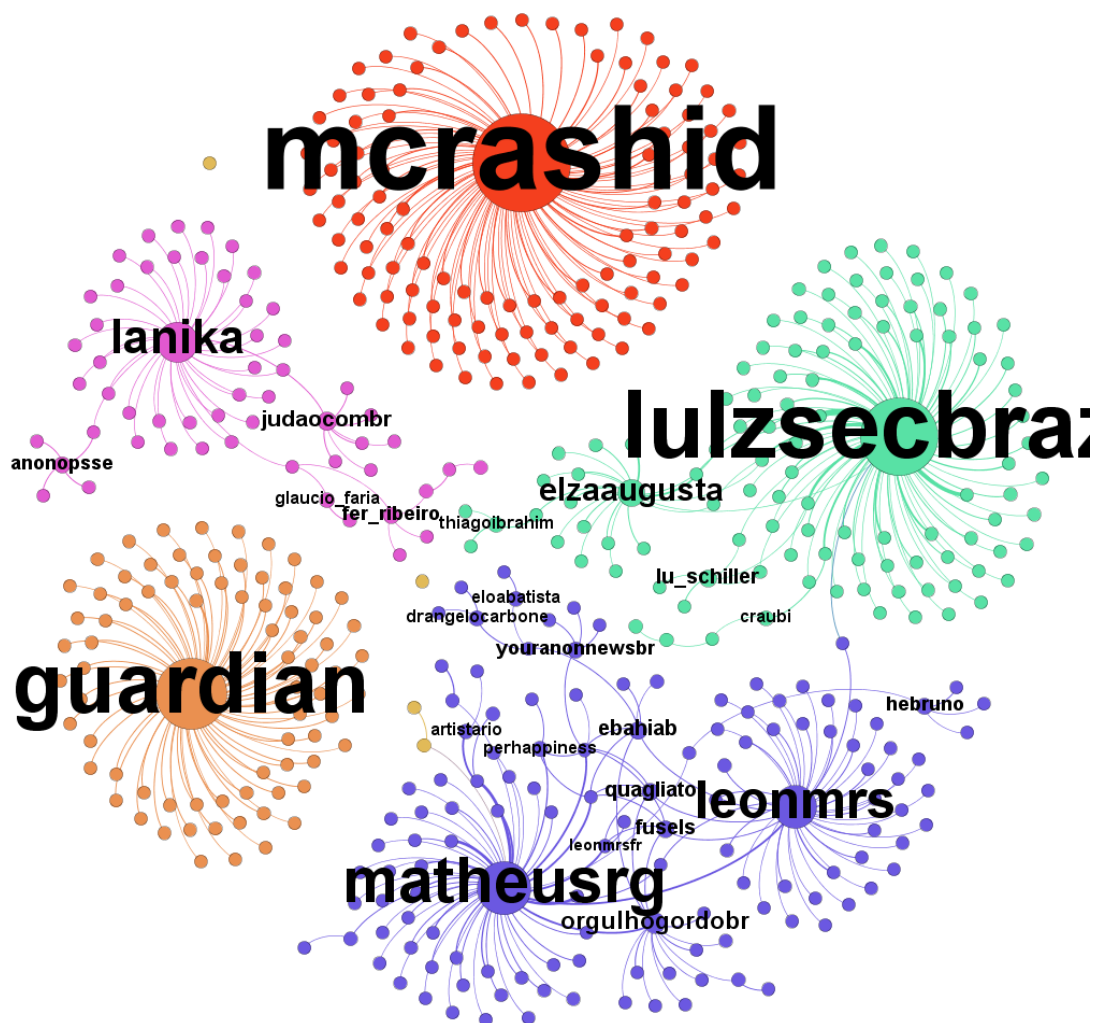 mcrashid
lanika
judaocombr
lulzsecbraz
anonopsse
elzaaugusta
glaucio_faria
fer_ribeiro
thiagoibrahim
lu_schiller
eloabatista
drangelocarbone
craubi
youranonnewsbr
guardian
hebruno
artistario
ebahiab
perhappiness
quagliato
leonmrs
fusels
leonmrsfr
matheusrg
orgulhogordobr